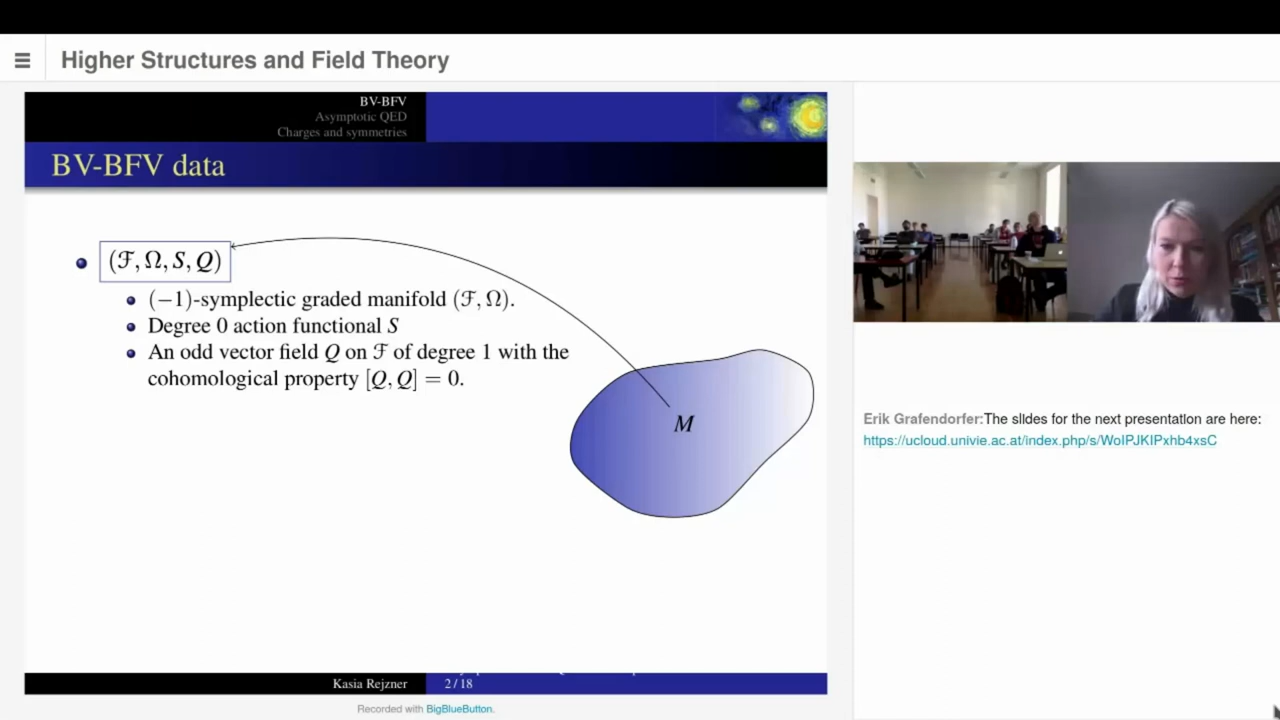 Higher Structures and Field Theory
BV-BFV
Asymptotic QED
Charges and symmetries
BV-BFV data
(ℱ, Ω, S, Q)
(−1)-symplectic graded manifold (ℱ, Ω).
Degree 0 action functional S
An odd vector field Q on ℱ of degree 1 with the
cohomological property [Q, Q] = 0.
M
Kasia Rejzner
2 / 18
Recorded with BigBlueButton.
Erik Grafendorfer:The slides for the next presentation are here:
https://ucloud.univie.ac.at/index.php/s/WoIPJKIPxhb4xsC